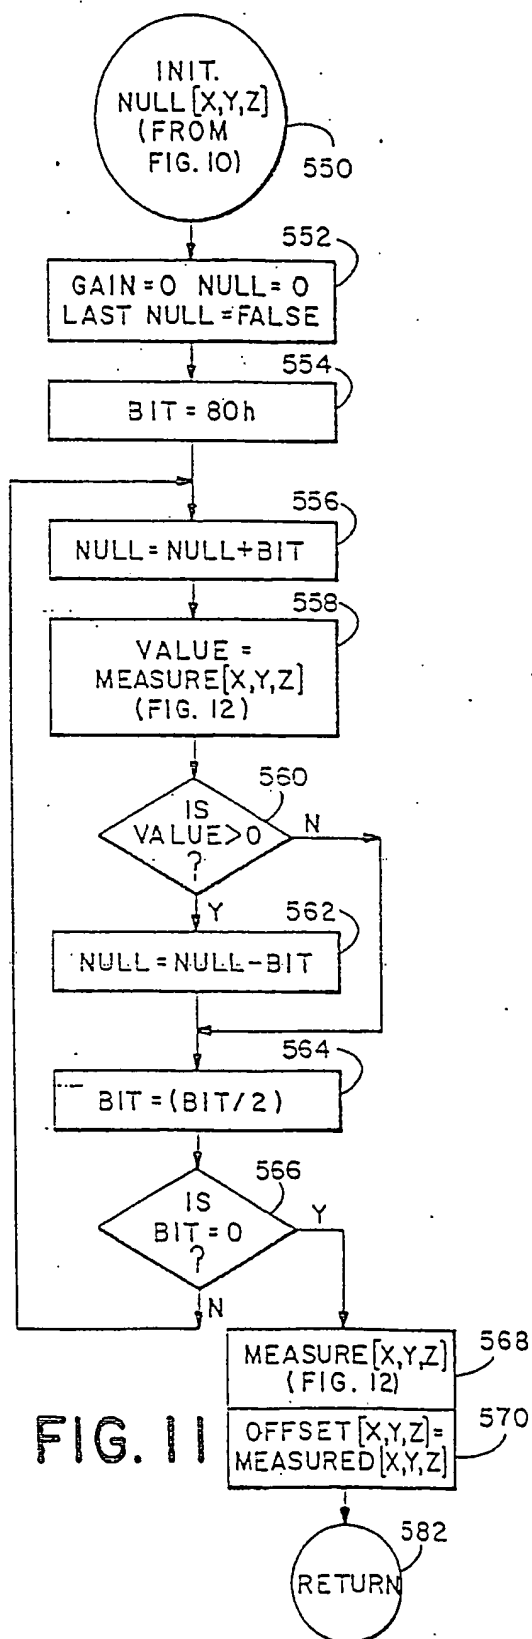 INIT.
NULL[X,Y,Z]
(FROM
FIG. 10)
550
552
GAIN=0 NULL=0
LAST NULL=FALSE
554
BIT = 80h
556
NULL=NULL+BIT
558
VALUE =
MEASURE[X,Y,Z]
(FIG. 12)
560
IS
VALUE>0
?
N
Y
562
NULL=NULL-BIT
564
BIT=(BIT/2)
566
IS
BIT=0
?
Y
N
MEASURE[X,Y,Z]
(FIG. 12)
568
OFFSET[X,Y,Z]=
MEASURED[X,Y,Z]
570
FIG. 11
582
RETURN